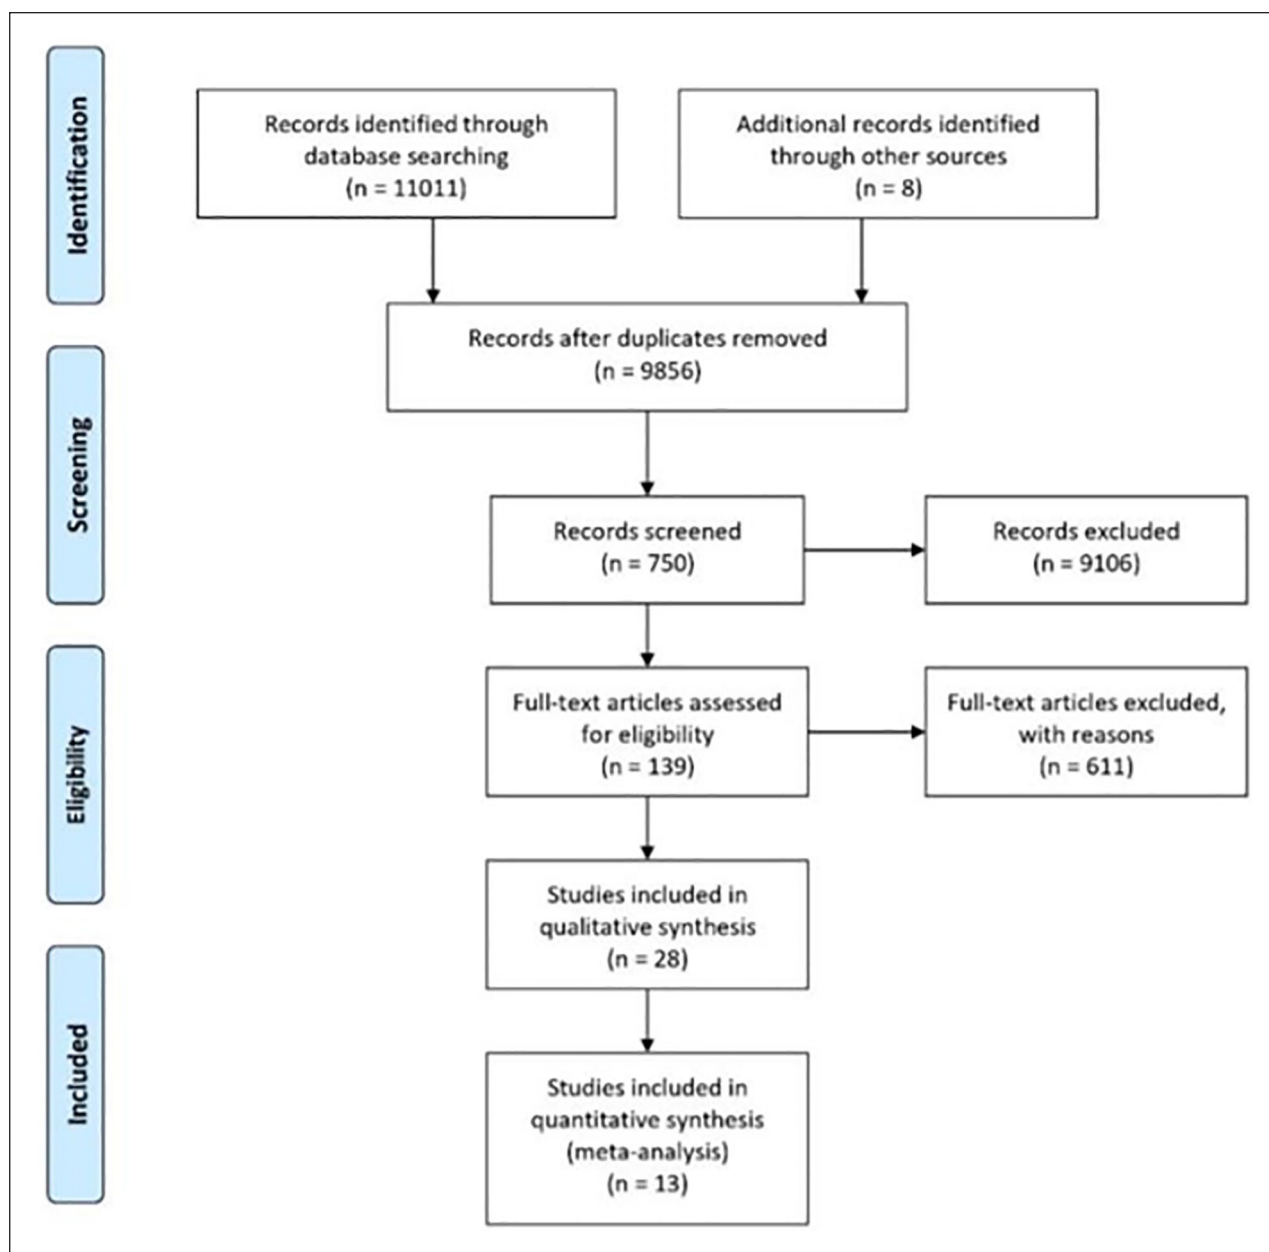 Identification
Records identified through
database searching
(n = 11011)
Additional records identified
through other sources
(n = 8)
Records after duplicates removed
(n = 9856)
Screening
Records screened
(n = 750)
Records excluded
(n = 9106)
Eligibility
Full-text articles assessed
for eligibility
(n = 139)
Full-text articles excluded,
with reasons
(n = 611)
Studies included in
qualitative synthesis
(n = 28)
Included
Studies included in
quantitative synthesis
(meta-analysis)
(n = 13)